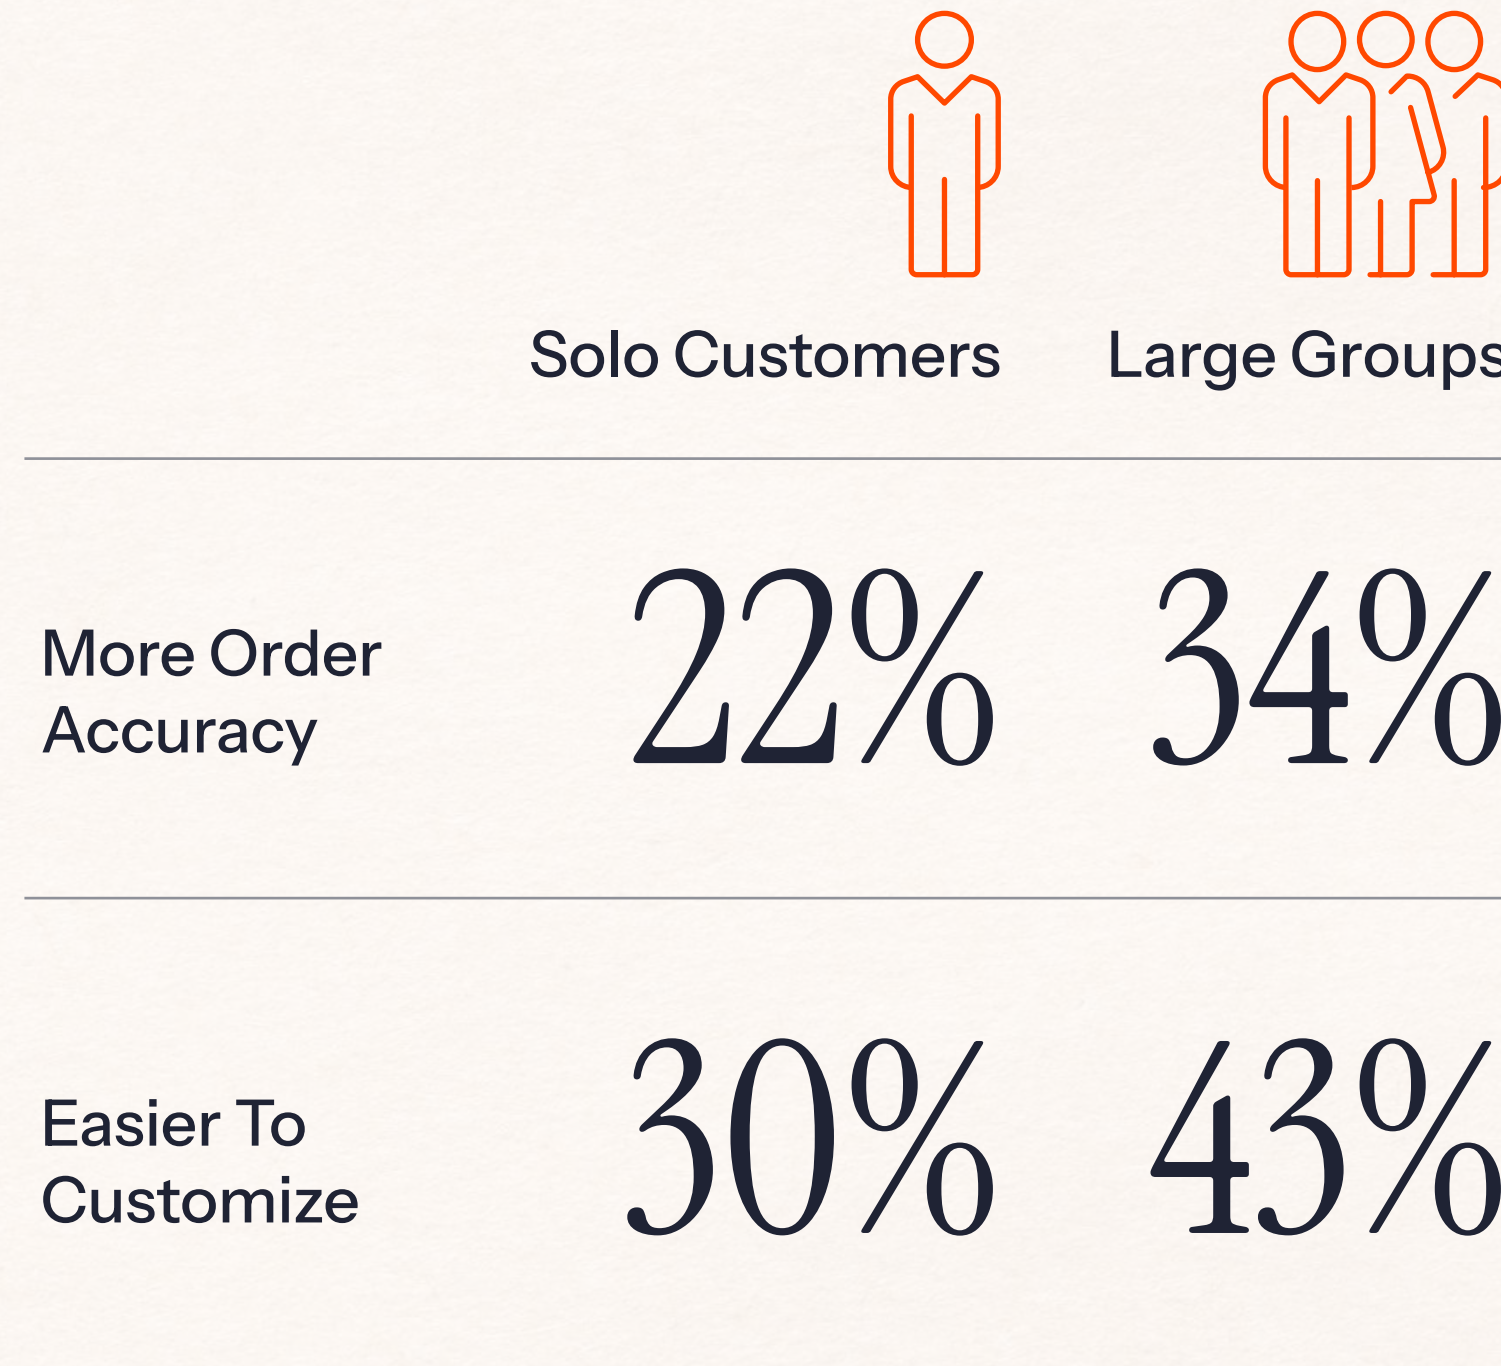 Solo Customers Large Groups
More Order
Accuracy
22% 34%
Easier To
Customize
30% 43%